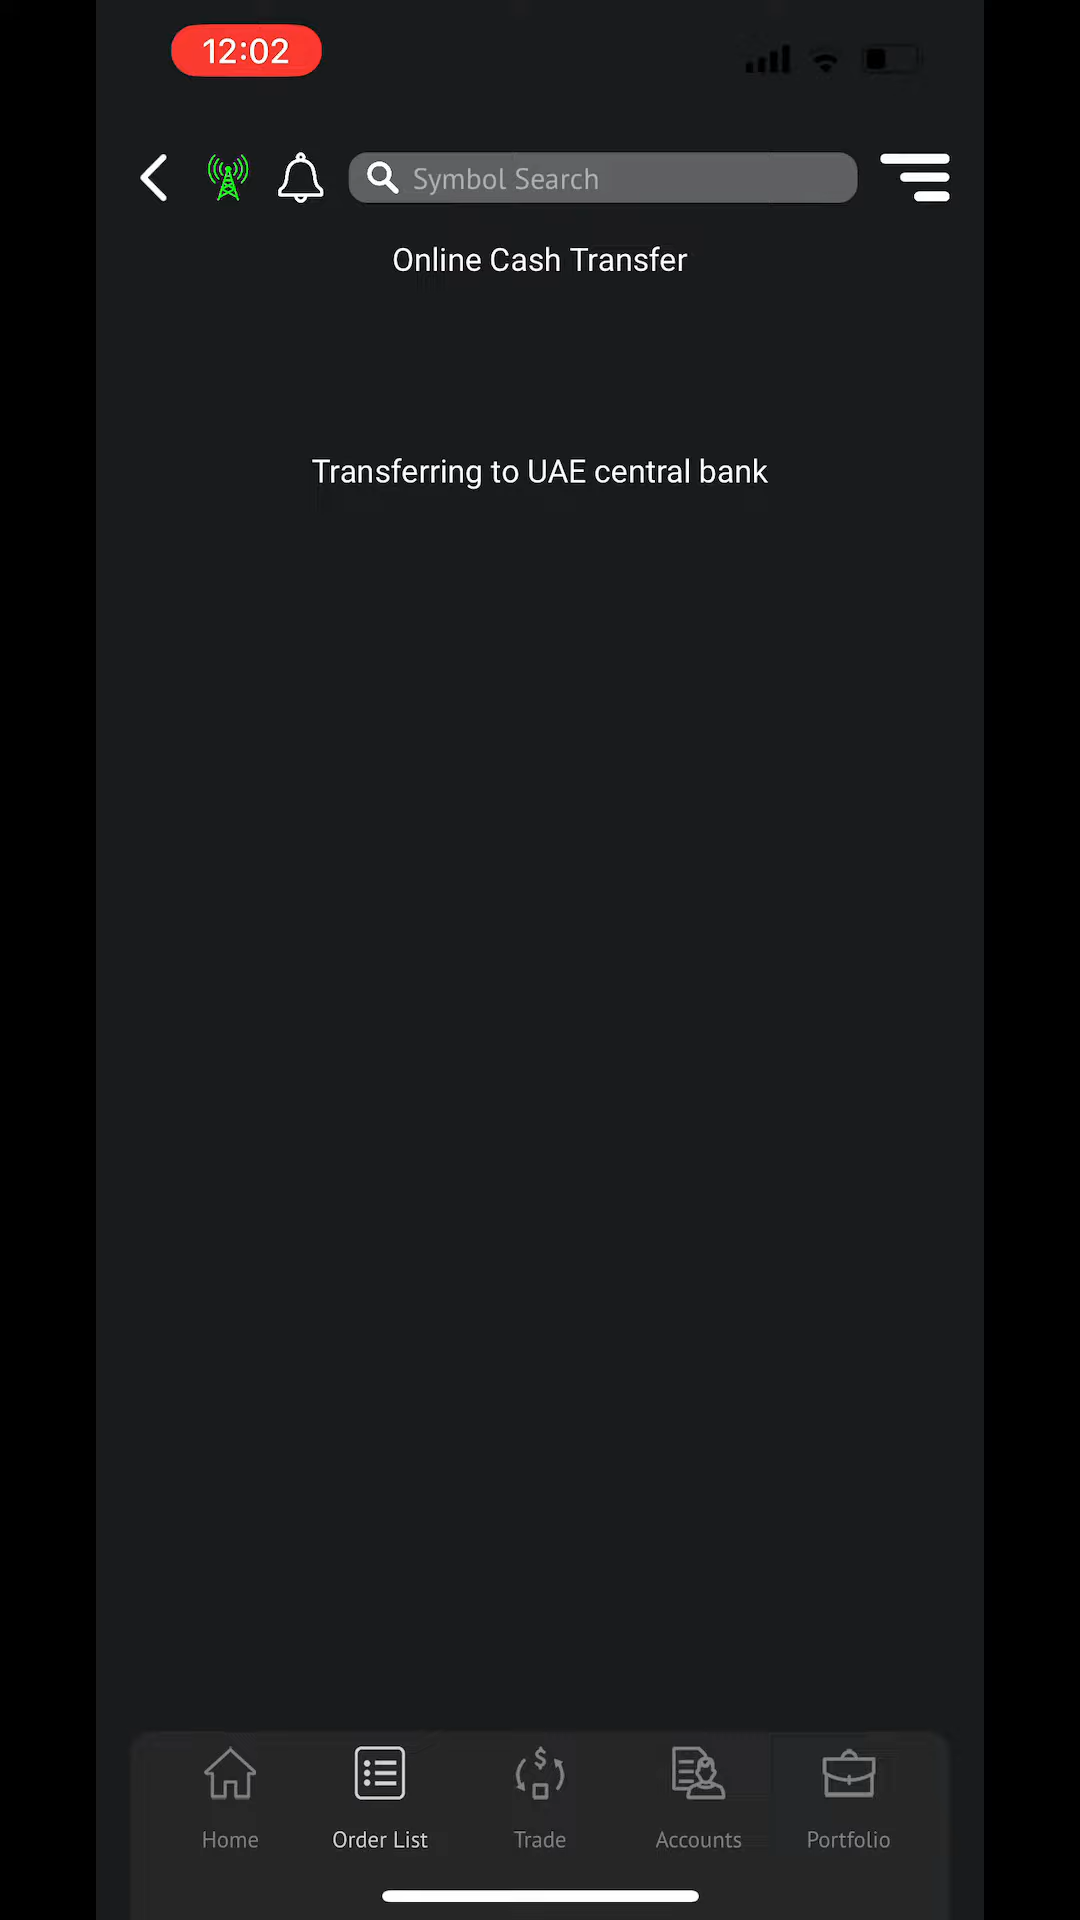 12:02
Symbol Search
Online Cash Transfer
Transferring to UAE central bank
Home
Order List
Trade
Accounts
Portfolio